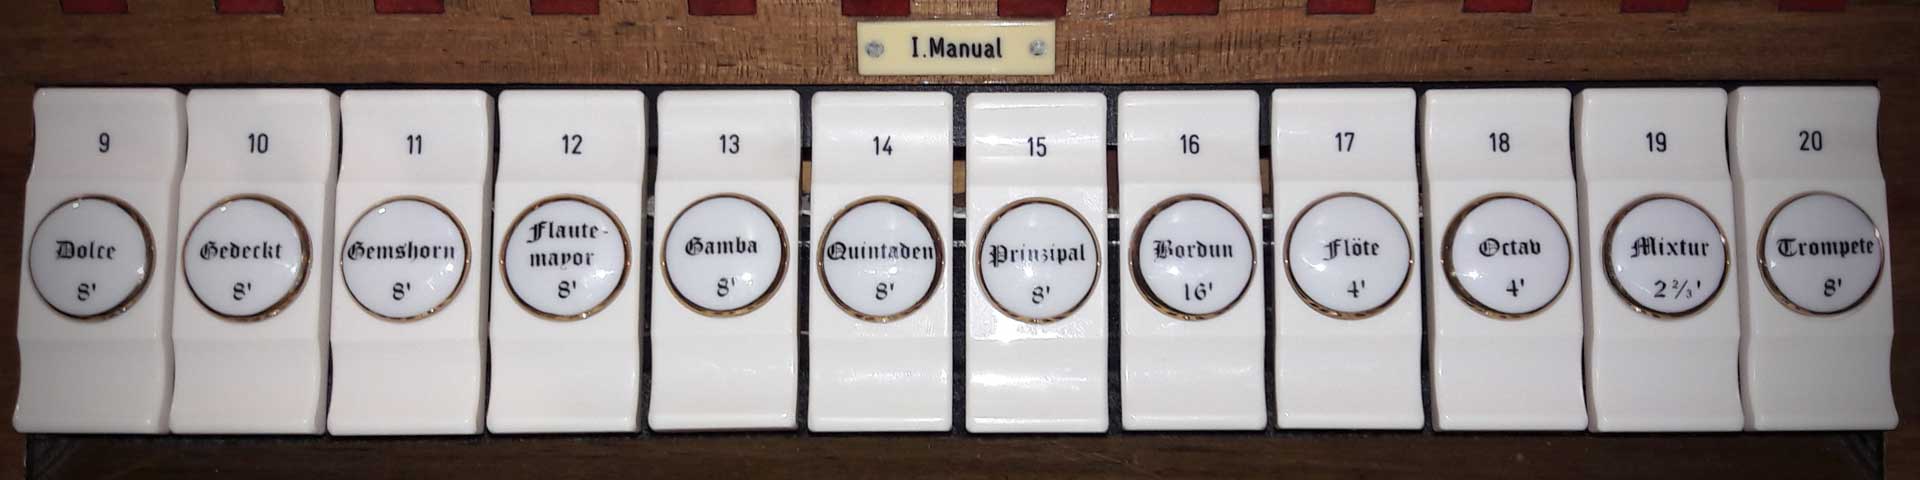 I.Manual
9
Dolce
8'
10
Gedeckt
8'
11
Gemshorn
8'
12
Flaute-
mayor
8'
13
Gamba
8'
14
Quintaden
8'
15
Prinzipal
8'
16
Bordun
16'
17
Flöte
4'
18
Octav
4'
19
Mixtur
2 2/3'
20
Trompete
8'